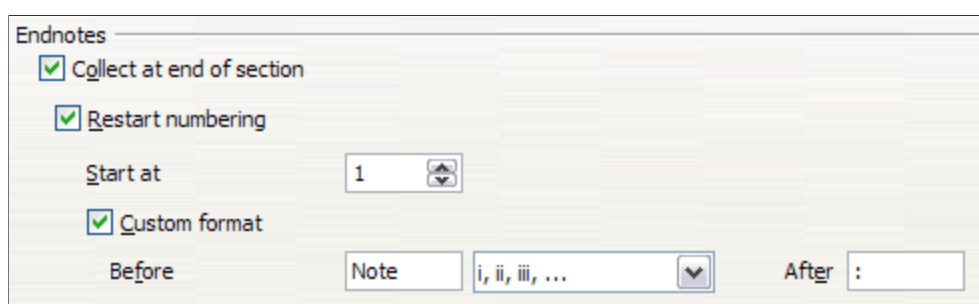 Endnotes
Collect at end of section
Restart numbering
Start at 1
Custom format
Before Note i, ii, iii, ... After :